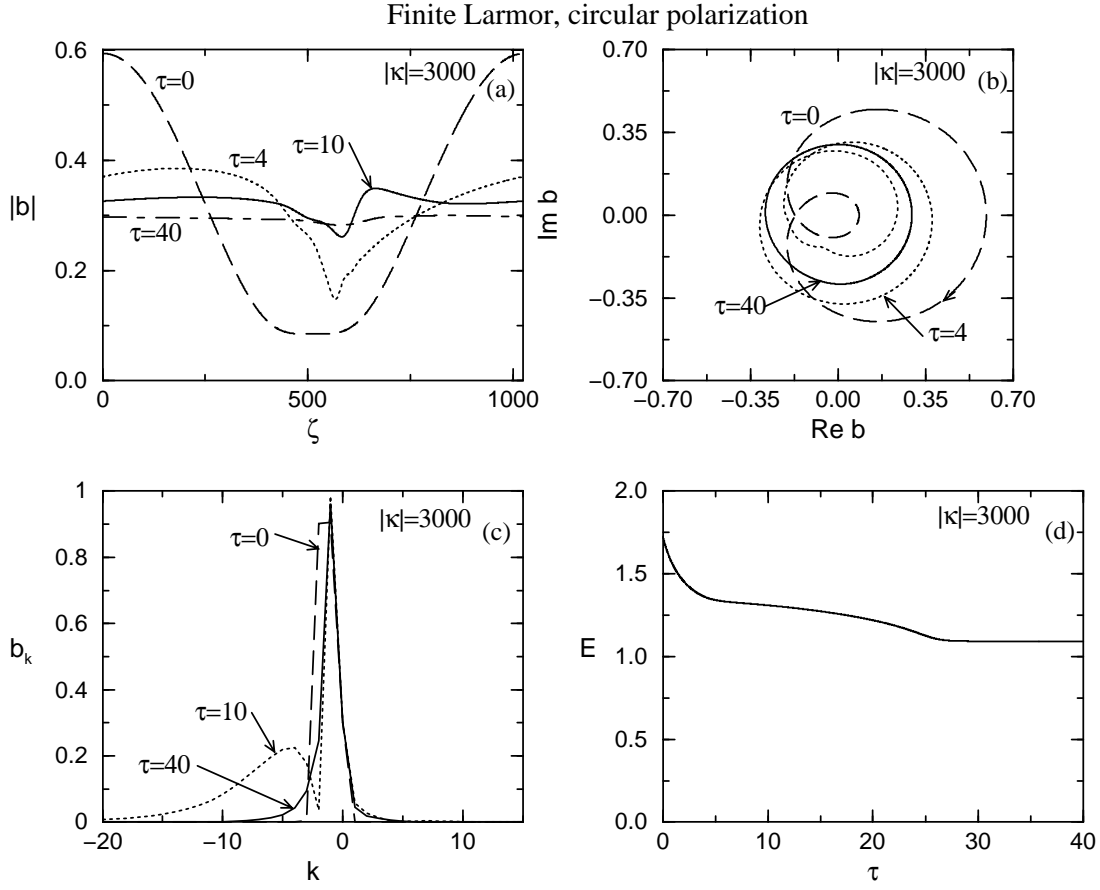 Finite Larmor, circular polarization
0.6
0.4
0.2
0.0
|b|
τ=0
|κ|=3000
(a)
τ=10
τ=4
τ=40
0
500
1000
ζ
0.70
0.35
0.00
−0.35
−0.70
Im b
|κ|=3000
(b)
τ=0
τ=40
τ=4
−0.70
−0.35
0.00
0.35
0.70
Re b
1
0.8
0.6
0.4
0.2
0
b_k
|κ|=3000
(c)
τ=0
τ=10
τ=40
−20
−10
0
10
k
2.0
1.5
1.0
0.5
0.0
E
|κ|=3000
(d)
0
10
20
30
40
τ